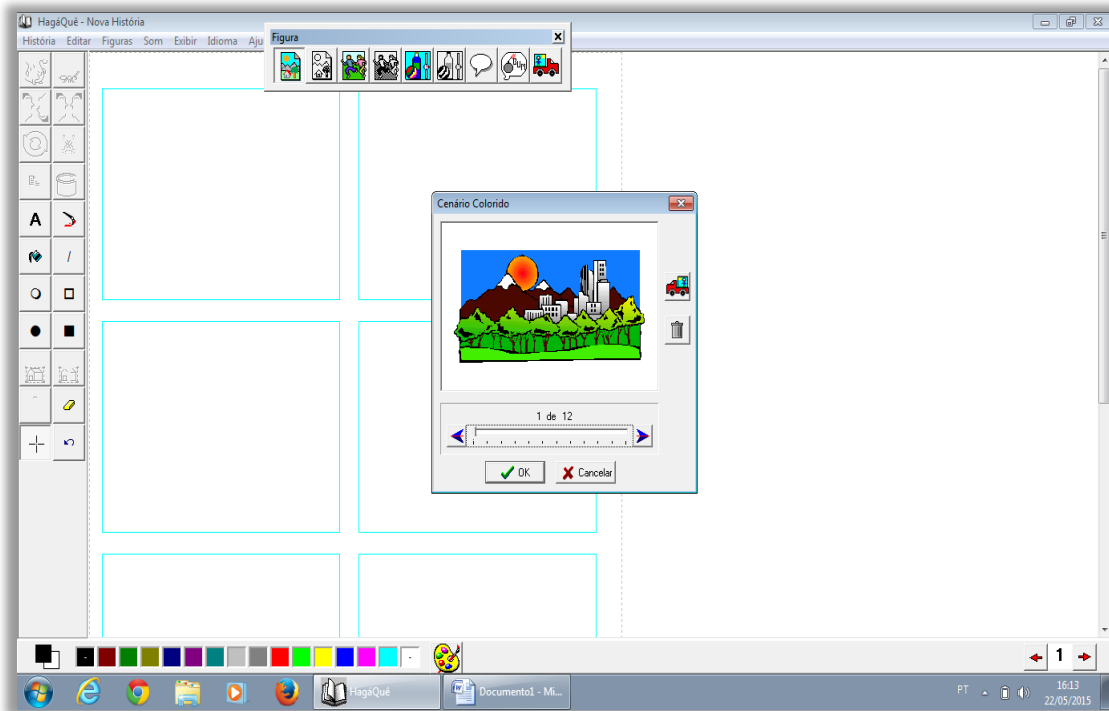 HagáQuê - Nova História
História Editar Figuras Som Exibir Idioma Aju
Figura
BUM
Cenário Colorido
A
1 de 12
OK Cancelar
1
HagáQuê
Documento1 - Mi...
PT
16:13
22/05/2015